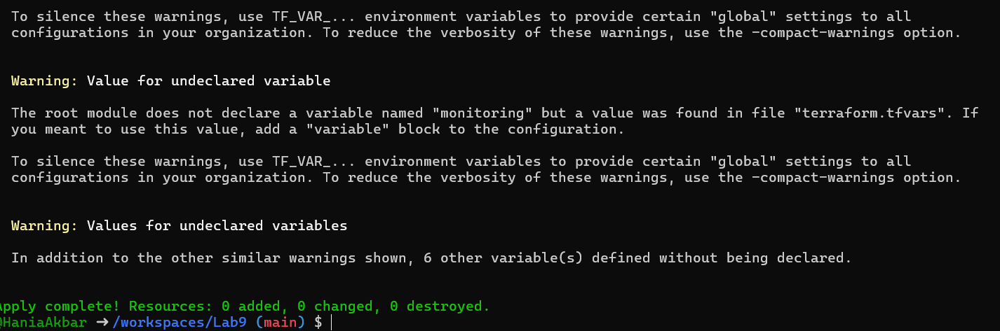 To silence these warnings, use TF_VAR_... environment variables to provide certain "global" settings to all
configurations in your organization. To reduce the verbosity of these warnings, use the -compact-warnings option.
Warning: Value for undeclared variable
The root module does not declare a variable named "monitoring" but a value was found in file "terraform.tfvars". If
you meant to use this value, add a "variable" block to the configuration.
To silence these warnings, use TF_VAR_... environment variables to provide certain "global" settings to all
configurations in your organization. To reduce the verbosity of these warnings, use the -compact-warnings option.
Warning: Values for undeclared variables
In addition to the other similar warnings shown, 6 other variable(s) defined without being declared.
Apply complete! Resources: 0 added, 0 changed, 0 destroyed.
@HaniaAkbar ➜ /workspaces/Lab9 (main) $